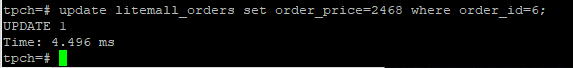 tpch=# update litemall_orders set order_price=2468 where order_id=6;
UPDATE 1
Time: 4.496 ms
tpch=#